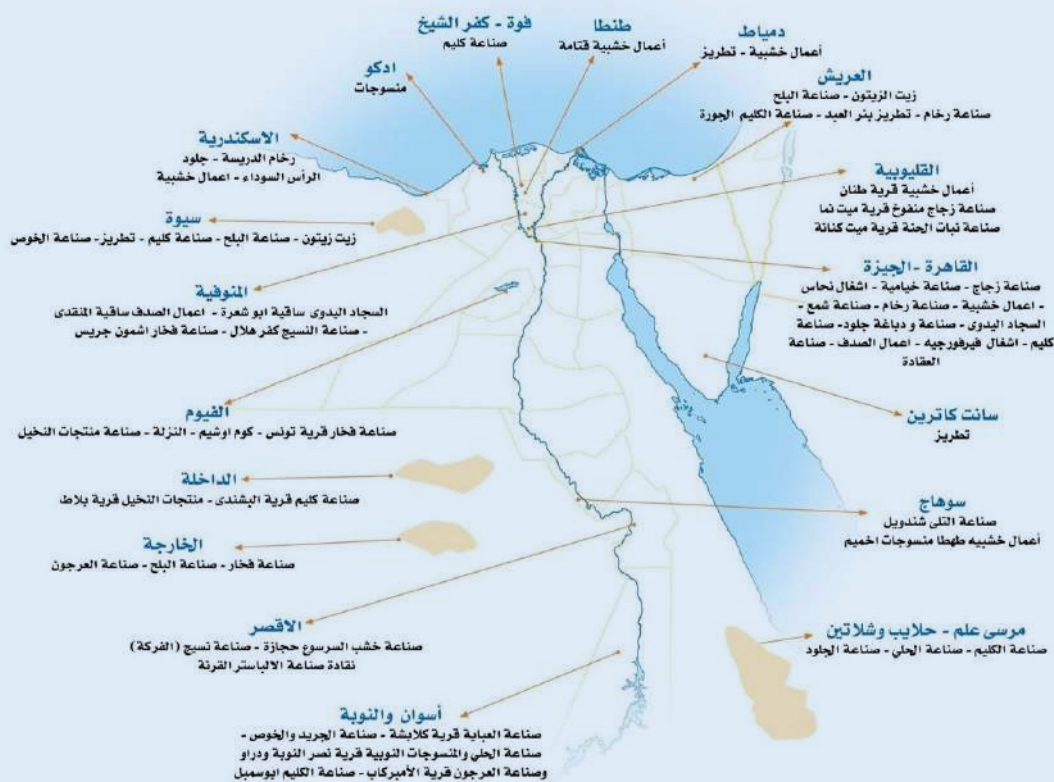 فوة - كفر الشيخ
صناعة كليم
طنطا
أعمال خشبية قتامة
دمياط
أعمال خشبية - تطريز
ادكو
منسوجات
العريش
زيت الزيتون - صناعة البلح
صناعة رخام - تطريز بئر العبد - صناعة الكليم الجورة
الاسكندرية
رخام الدريسة - جلود
الرأس السوداء - اعمال خشبية
القليوبية
أعمال خشبية قرية طنان
صناعة زجاج منفوخ قرية ميت نما
صناعة نبات الحنة قرية ميت كنانة
سيوة
زيت زيتون - صناعة البلح - صناعة كليم - تطريز - صناعة الخوص
القاهرة - الجيزة
صناعة زجاج - صناعة خيامية - اشغال نحاس
- اعمال خشبية - صناعة رخام - صناعة شمع -
السجاد اليدوى - صناعة و دباغة جلود - صناعة
كليم - اشغال فيرفورجيه - اعمال الصدف - صناعة
العقادة
المنوفية
السجاد اليدوى ساقية ابو شعرة - اعمال الصدف ساقية المنقدى
- صناعة النسيج كفر هلال - صناعة فخار اشمون جريس
الفيوم
صناعة فخار قرية تونس - كوم اوشيم - النزلة - صناعة منتجات النخيل
سانت كاترين
تطريز
الداخلة
صناعة كليم قرية البشندى - منتجات النخيل قرية بلاط
سوهاج
صناعة التلى شندويل
أعمال خشبيه طهطا منسوجات اخميم
الخارجة
صناعة فخار - صناعة البلح - صناعة العرجون
الاقصر
صناعة خشب السرسوع حجازة - صناعة نسيج (الفركة)
نقادة صناعة الالباستر القرنة
مرسى علم - حلايب وشلاتين
صناعة الكليم - صناعة الحلي - صناعة الجلود
أسوان والنوبة
صناعة العباية قرية كلابشة - صناعة الجريد والخوص -
صناعة الحلي والمنسوجات النوبية قرية نصر النوبة ودراو
وصناعة العرجون قرية الأمبركاب - صناعة الكليم ابوسمبل